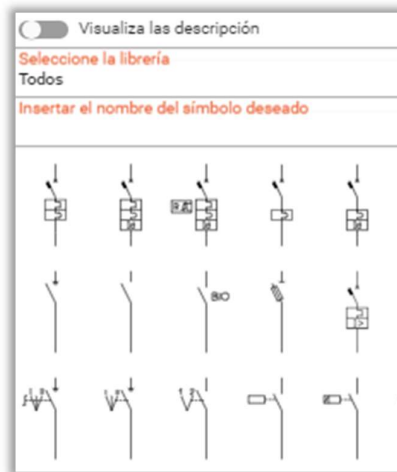 Visualiza las descripción
Seleccione la librería
Todos
Insertar el nombre del símbolo deseado
BIO